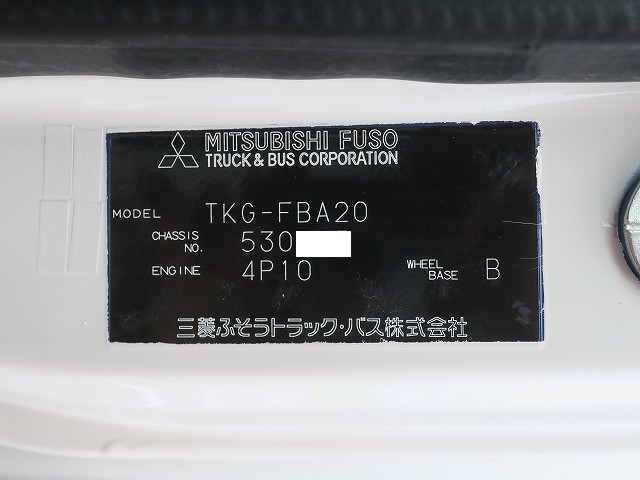 MITSUBISHI FUSO
TRUCK & BUS CORPORATION
MODEL TKG-FBA20
CHASSIS NO. 530
ENGINE 4P10 WHEEL BASE B
三菱ふそうトラック・バス株式会社